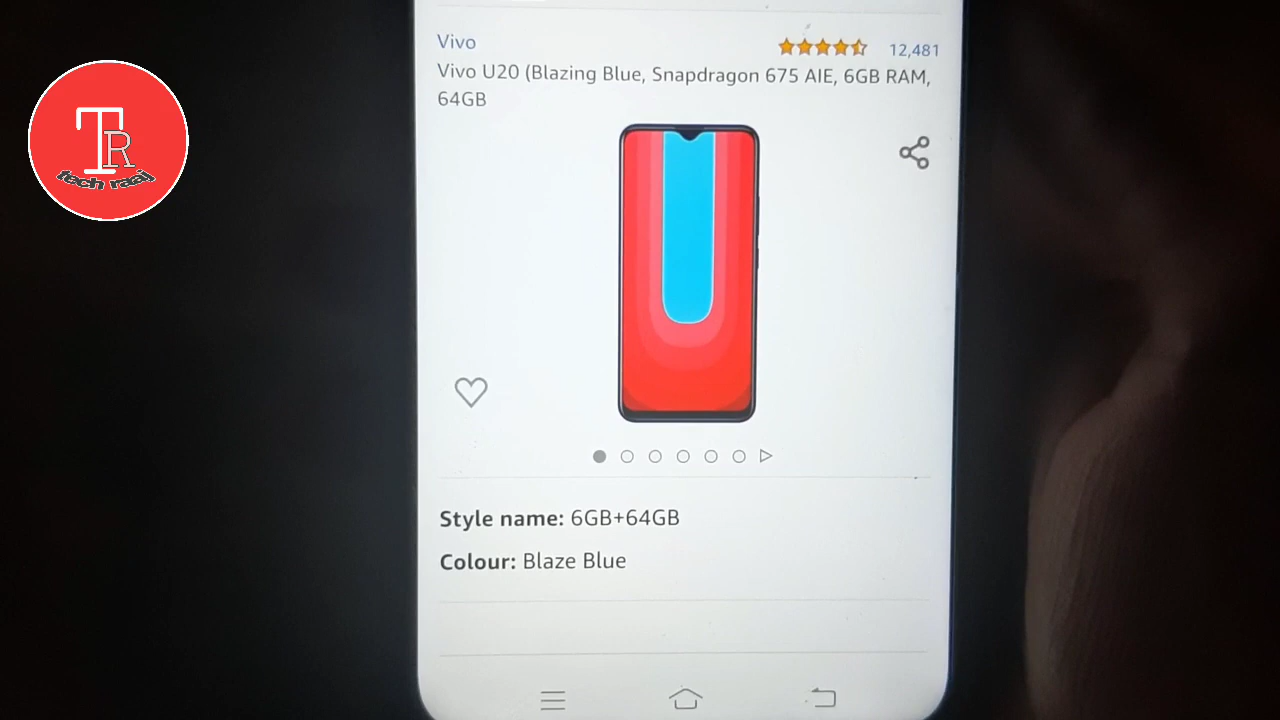 TR
tech raaj
Vivo
12,481
Vivo U20 (Blazing Blue, Snapdragon 675 AIE, 6GB RAM,
64GB
Style name: 6GB+64GB
Colour: Blaze Blue